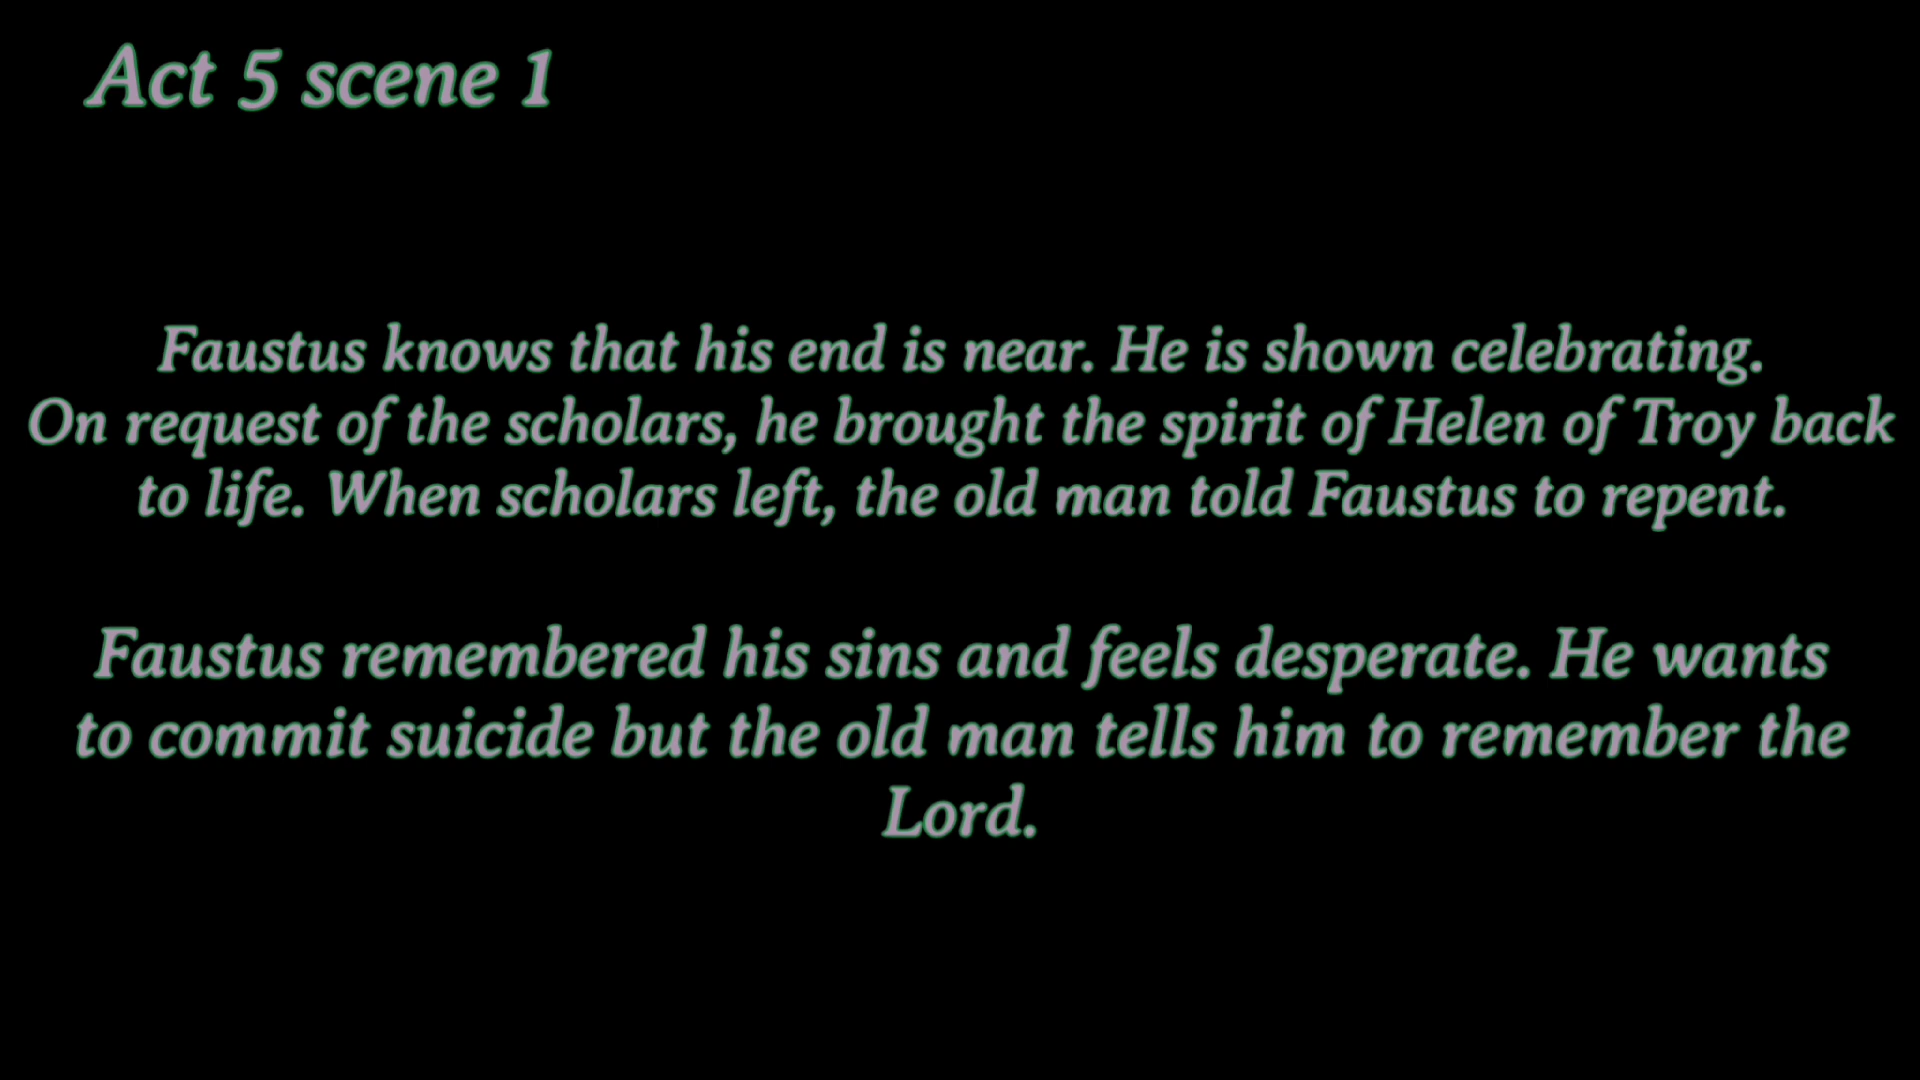 Act 5 scene 1
Faustus knows that his end is near. He is shown celebrating.
On request of the scholars, he brought the spirit of Helen of Troy back
to life. When scholars left, the old man told Faustus to repent.
Faustus remembered his sins and feels desperate. He wants
to commit suicide but the old man tells him to remember the
Lord.